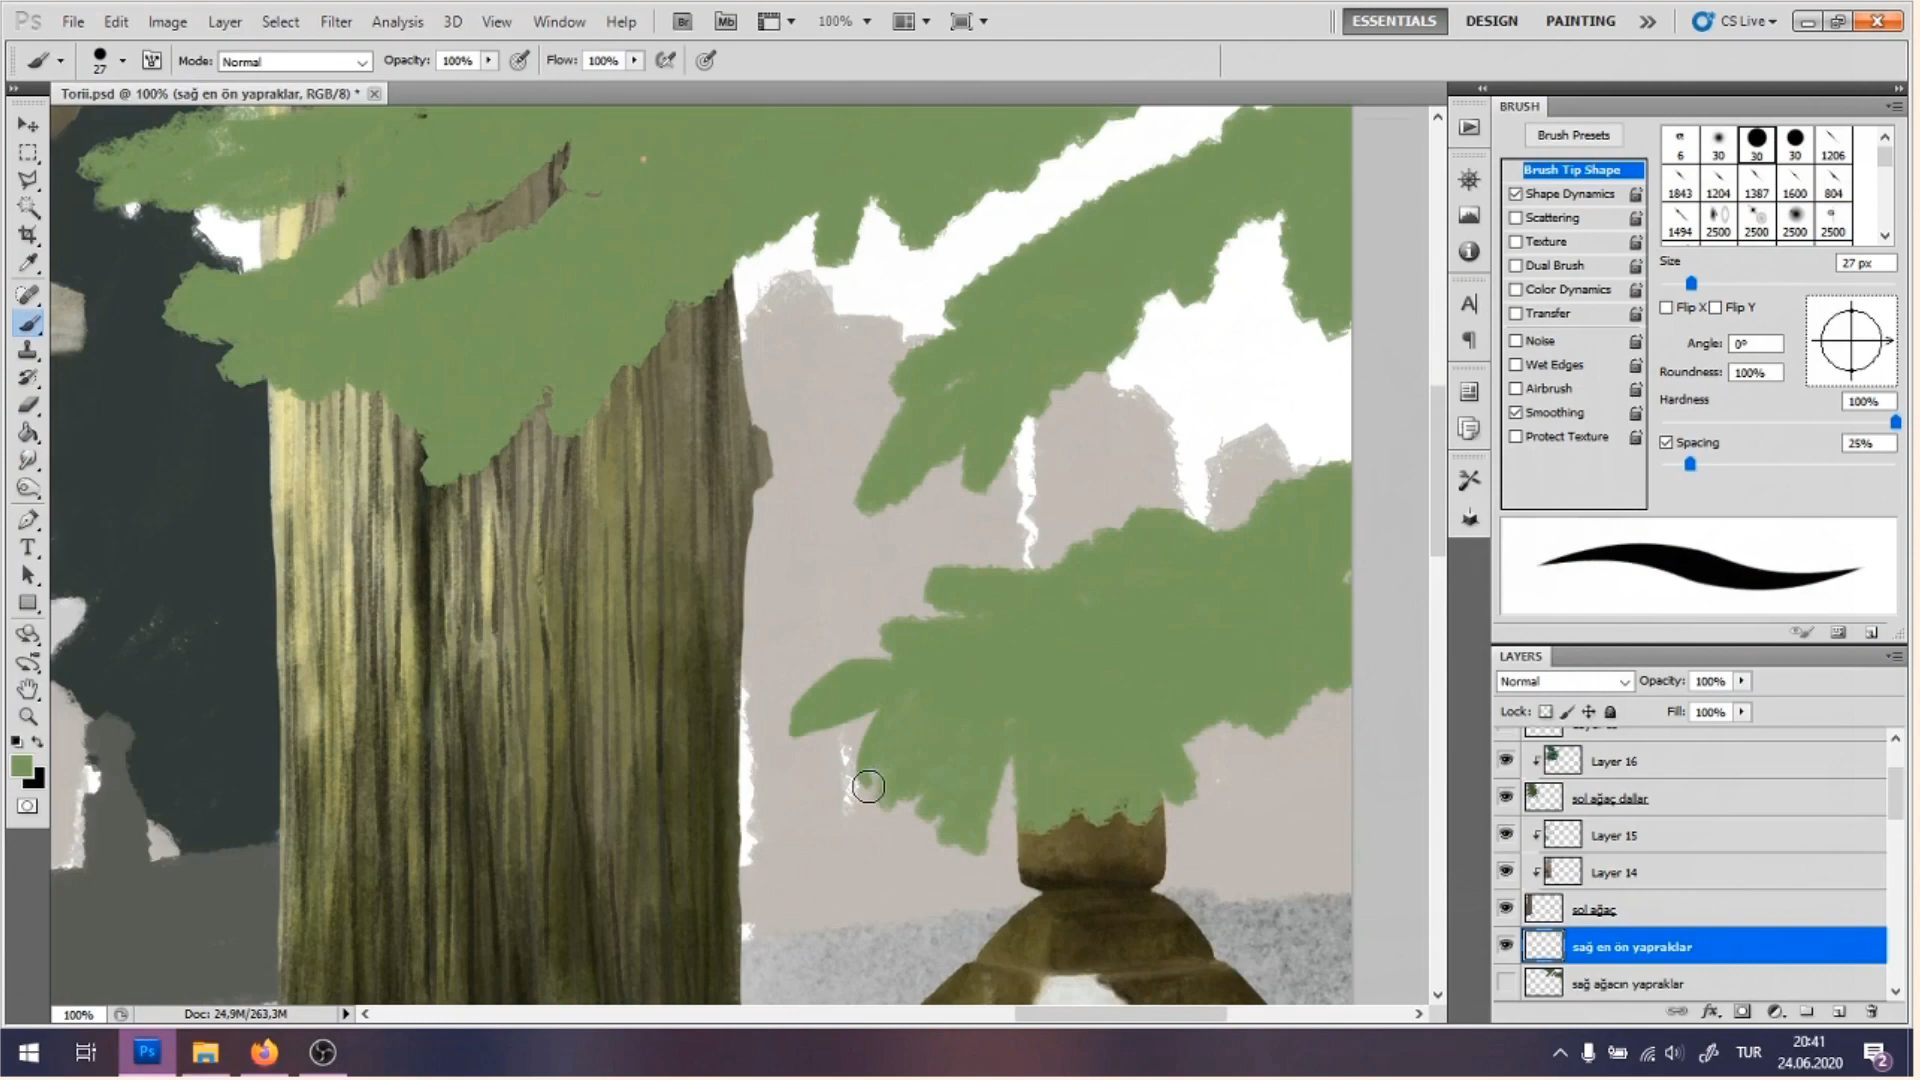 Ps File Edit Image Layer Select Filter Analysis 3D View Window Help Br Mb 100% ESSENTIALS DESIGN PAINTING CS Live
27 Mode: Normal Opacity: 100% Flow: 100%
Torii.psd @ 100% (sağ en ön yapraklar, RGB/8) *
BRUSH
Brush Presets
Brush Tip Shape
Shape Dynamics
Scattering
Texture
Dual Brush
Color Dynamics
Transfer
Noise
Wet Edges
Airbrush
Smoothing
Protect Texture
6 30 30 30 1206
1843 1204 1387 1600 804
1494 2500 2500 2500 2500
Size 27 px
Flip X Flip Y
Angle: 0°
Roundness: 100%
Hardness 100%
Spacing 25%
LAYERS
Normal Opacity: 100%
Lock: Fill: 100%
Layer 16
sol ağaç dallar
Layer 15
Layer 14
sol ağaç
sağ en ön yapraklar
sağ ağacın yapraklar
100% Doc: 24,9M/263,3M
Ps TUR 20:41
24.06.2020 2